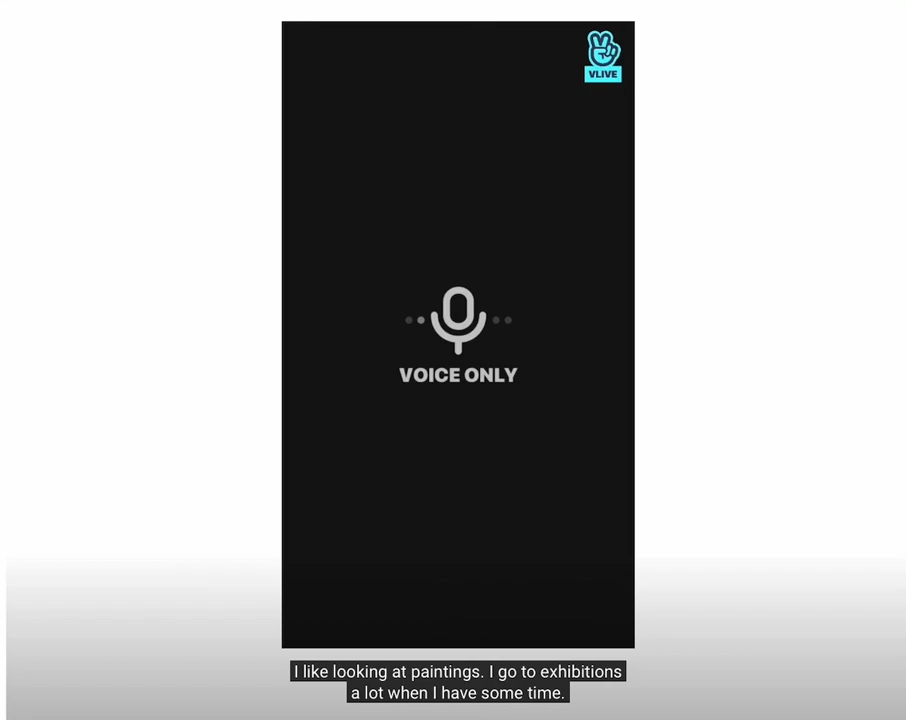 VLIVE
VOICE ONLY
I like looking at paintings. I go to exhibitions
a lot when I have some time.